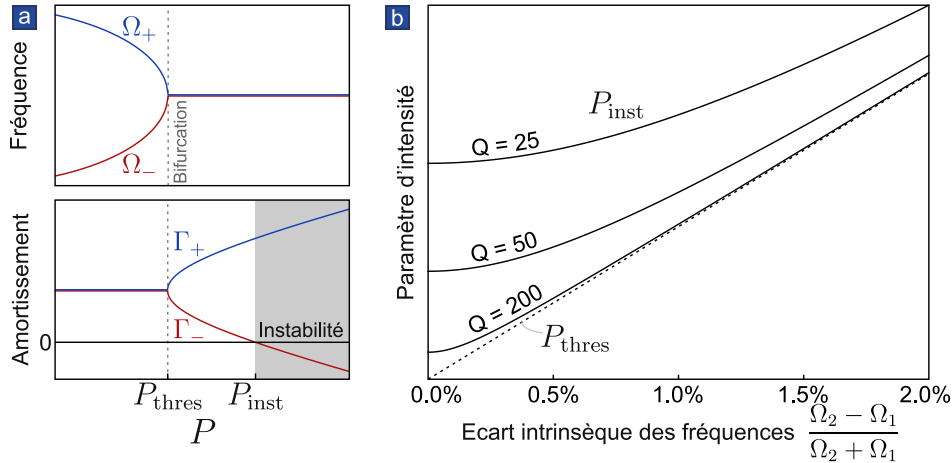 a
Fréquence
Ω+
Ω−
Bifurcation
Amortissement
Γ+
Γ−
0
Instabilité
Pthres
Pinst
P
b
Paramètre d'intensité
Pinst
Q = 25
Q = 50
Q = 200
Pthres
0.0%
0.5%
1.0%
1.5%
2.0%
Ecart intrinsèque des fréquences
Ω2 − Ω1
Ω2 + Ω1